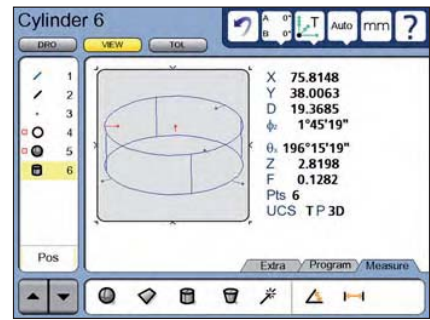 Cylinder 6
A 0°
B 0°
T
Auto
mm
?
DRO
VIEW
TOL
1
2
3
4
5
6
Pos
X 75.8148
Y 38.0063
D 19.3685
ϕz 1°45'19"
θx 196°15'19"
Z 2.8198
F 0.1282
Pts 6
UCS T P 3D
Extra
Program
Measure